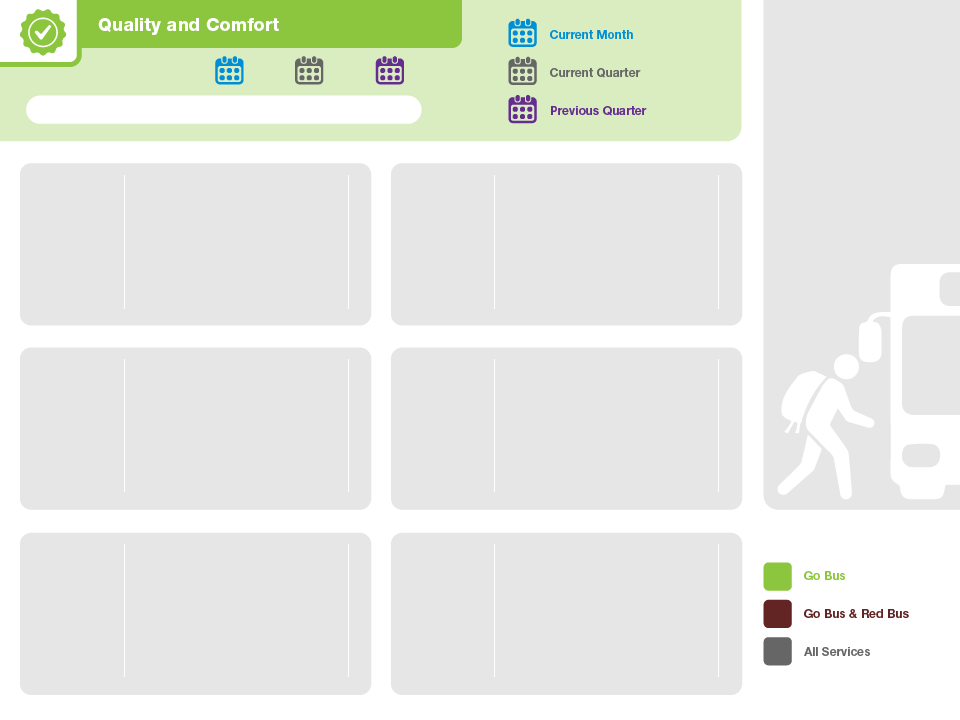 Quality and Comfort
Current Month
Current Quarter
Previous Quarter
Go Bus
Go Bus & Red Bus
All Services